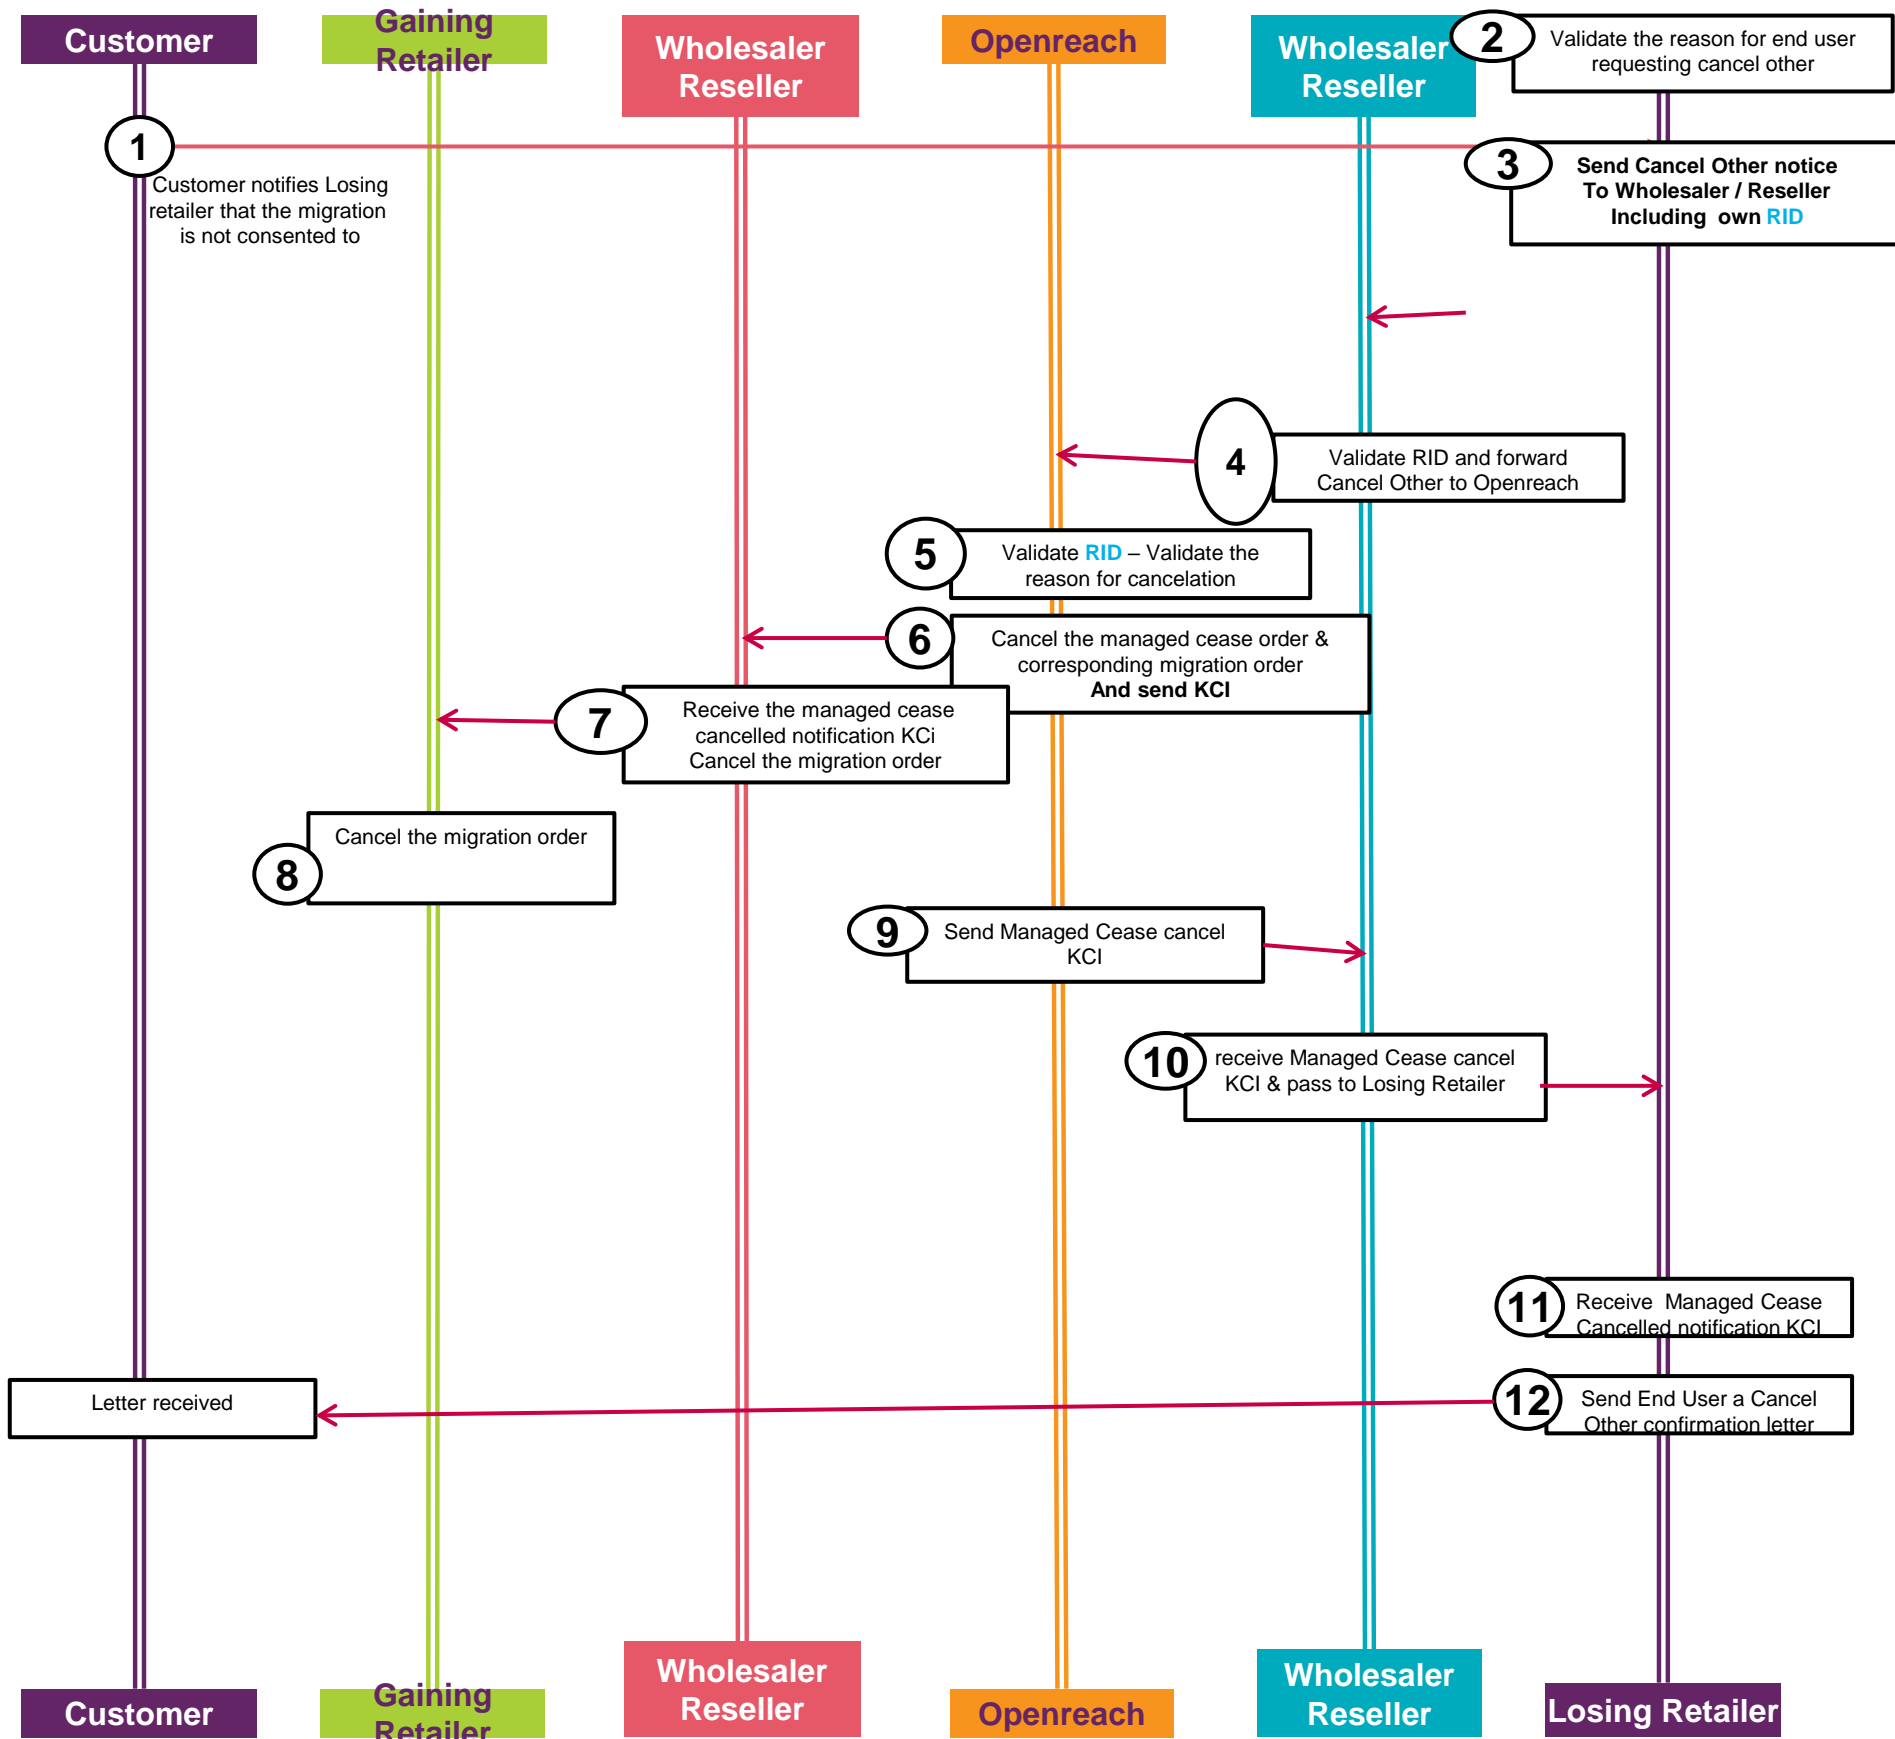 Customer
Gaining
Retailer
Wholesaler
Reseller
Openreach
Wholesaler
Reseller
2
Validate the reason for end user
requesting cancel other
1
Customer notifies Losing
retailer that the migration
is not consented to
3
Send Cancel Other notice
To Wholesaler / Reseller
Including own RID
4
Validate RID and forward
Cancel Other to Openreach
5
Validate RID – Validate the
reason for cancelation
6
Cancel the managed cease order &
corresponding migration order
And send KCI
7
Receive the managed cease
cancelled notification KCi
Cancel the migration order
8
Cancel the migration order
9
Send Managed Cease cancel
KCI
10
receive Managed Cease cancel
KCI & pass to Losing Retailer
11
Receive Managed Cease
Cancelled notification KCI
Letter received
12
Send End User a Cancel
Other confirmation letter
Customer
Gaining
Retailer
Wholesaler
Reseller
Openreach
Wholesaler
Reseller
Losing Retailer